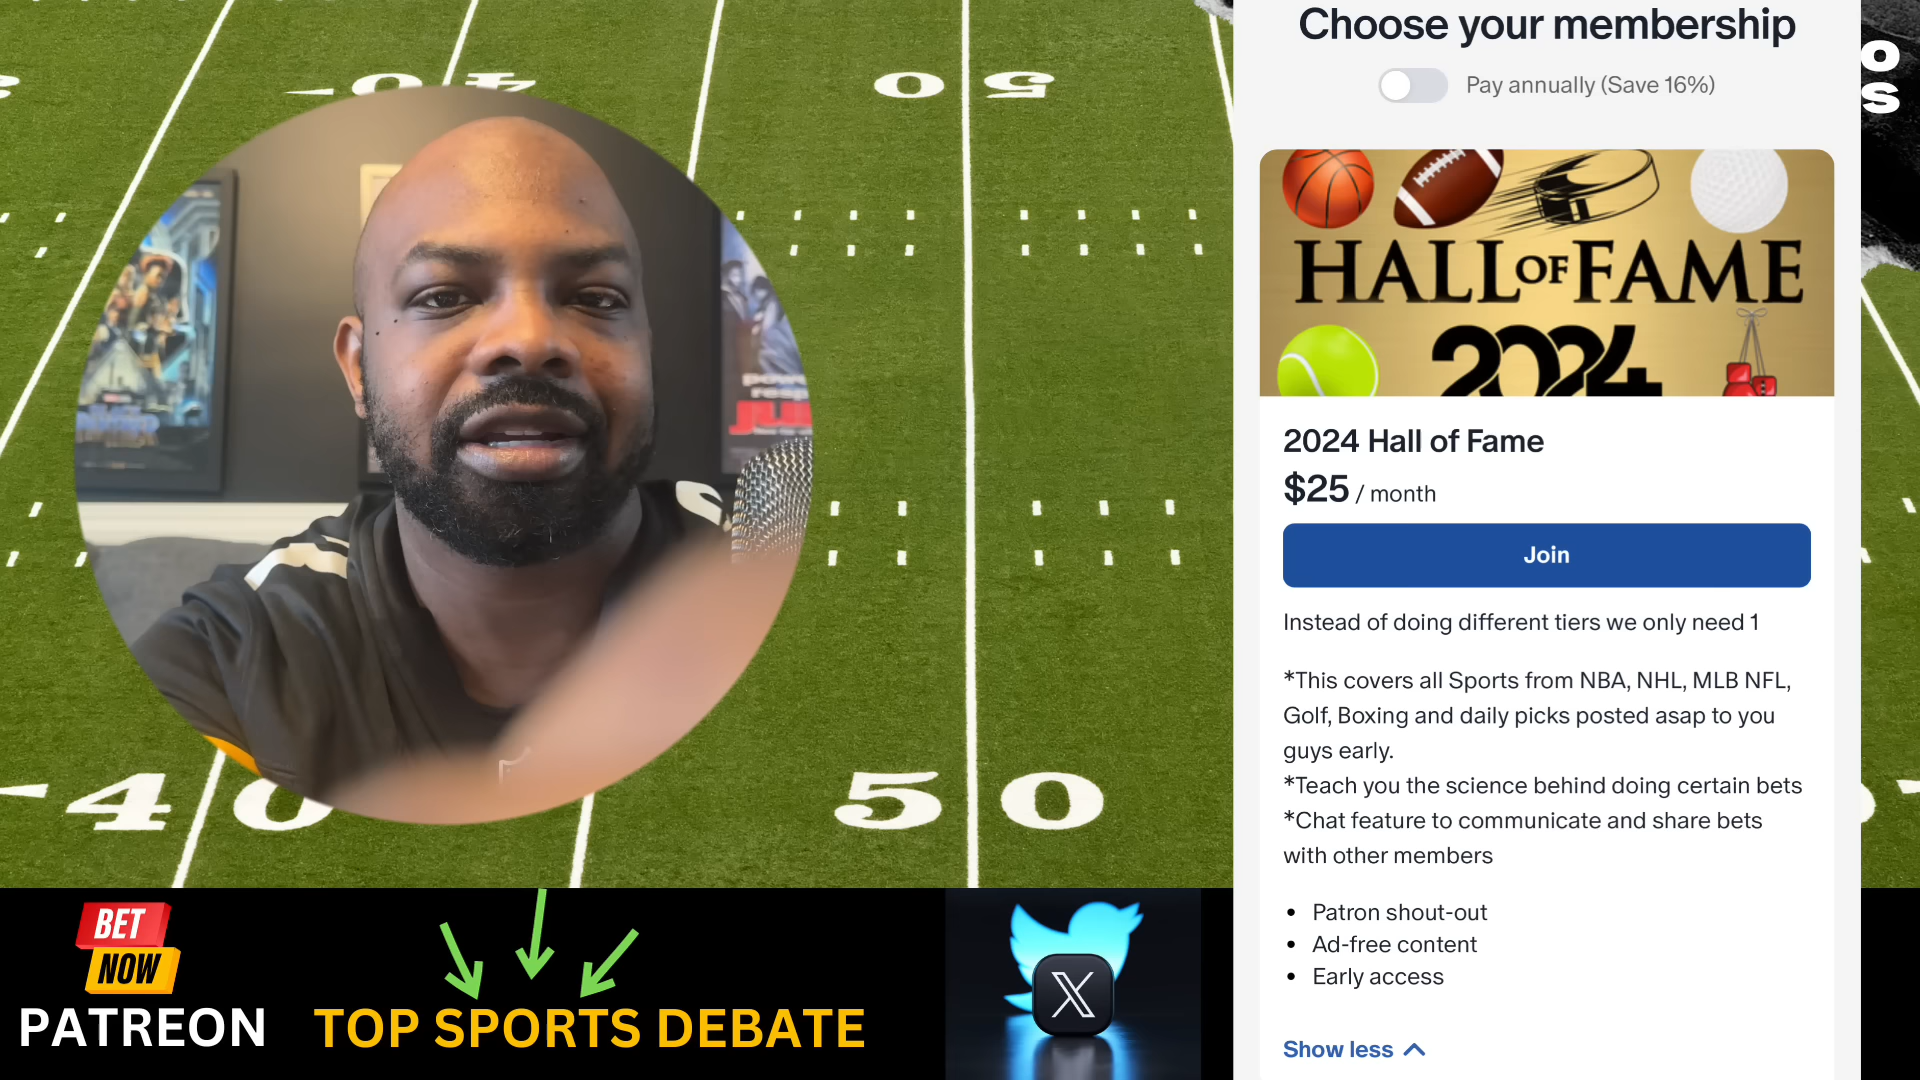 Choose your membership
Pay annually (Save 16%)
HALL OF FAME
2024
2024 Hall of Fame
$25 / month
Join
Instead of doing different tiers we only need 1
*This covers all Sports from NBA, NHL, MLB NFL,
Golf, Boxing and daily picks posted asap to you
guys early.
*Teach you the science behind doing certain bets
*Chat feature to communicate and share bets
with other members
• Patron shout-out
• Ad-free content
• Early access
Show less
40
50
40
50
BET
NOW
PATREON
TOP SPORTS DEBATE
X